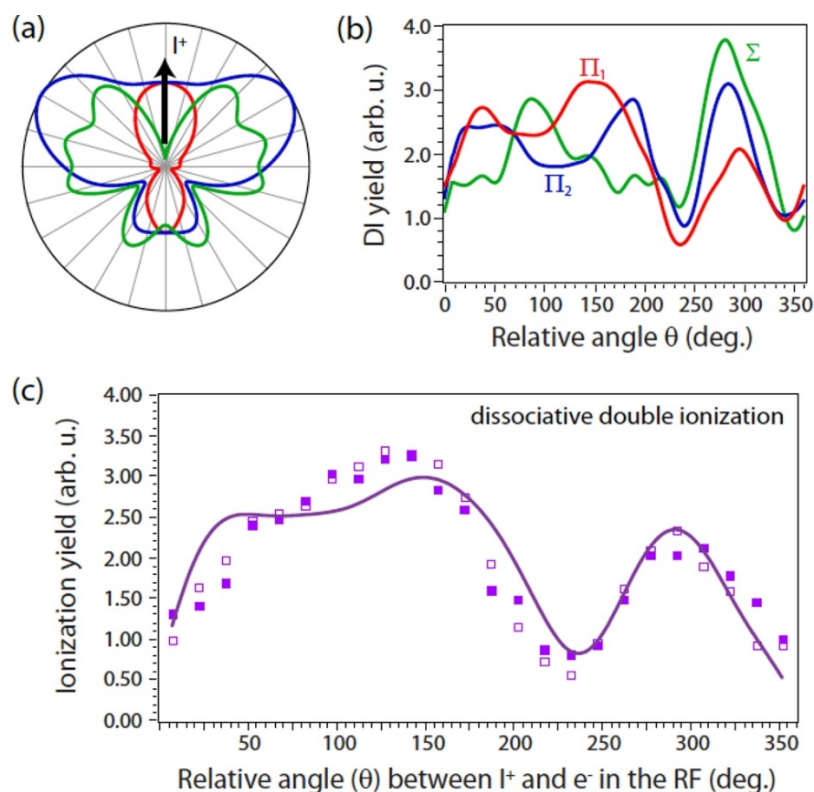 (a)
I⁺
(b)
4.0
3.0
2.0
1.0
0.0
DI yield (arb. u.)
Π₁
Π₂
Σ
0 50 100 150 200 250 300 350
Relative angle θ (deg.)
(c)
4.00
3.50
3.00
2.50
2.00
1.50
1.00
0.50
0.00
Ionization yield (arb. u.)
dissociative double ionization
50 100 150 200 250 300 350
Relative angle (θ) between I⁺ and e⁻ in the RF (deg.)